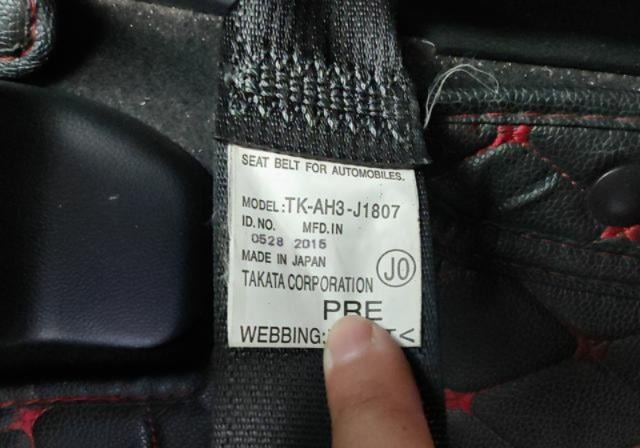 SEAT BELT FOR AUTOMOBILES.
MODEL:TK-AH3-J1807
ID.NO. MFD.IN
0528 2015
MADE IN JAPAN
JO
TAKATA CORPORATION
PRE
WEBBING: